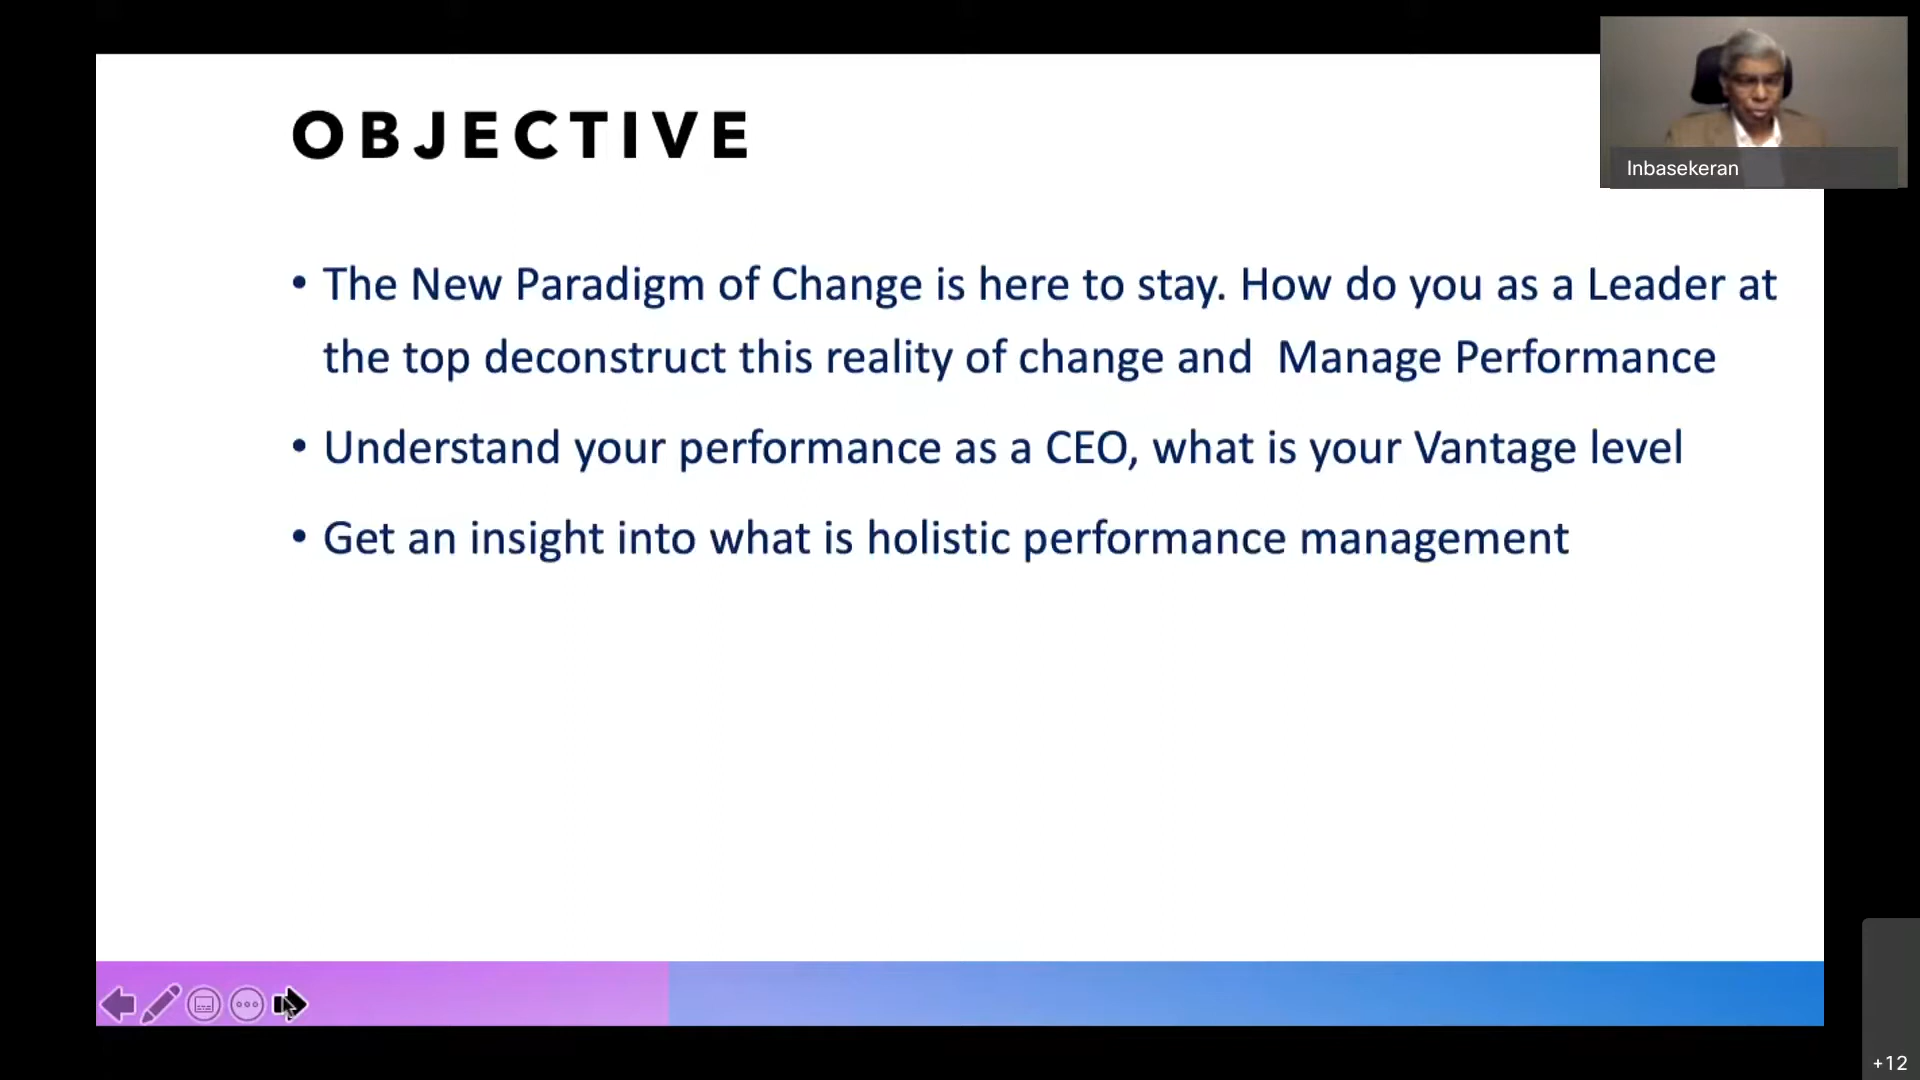 OBJECTIVE
Inbasekeran
• The New Paradigm of Change is here to stay. How do you as a Leader at
the top deconstruct this reality of change and  Manage Performance
• Understand your performance as a CEO, what is your Vantage level
• Get an insight into what is holistic performance management
+12